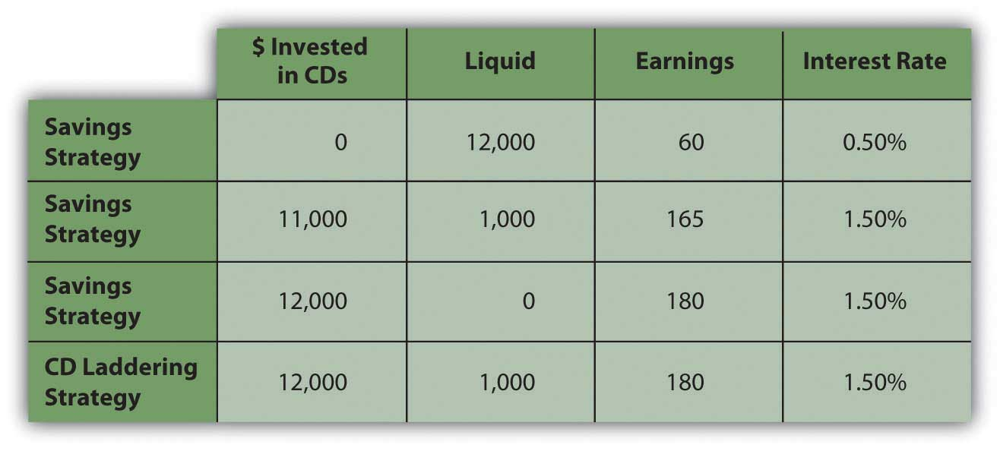 $ Invested
in CDs
Liquid
Earnings
Interest Rate
Savings
Strategy
0
12,000
60
0.50%
Savings
Strategy
11,000
1,000
165
1.50%
Savings
Strategy
12,000
0
180
1.50%
CD Laddering
Strategy
12,000
1,000
180
1.50%